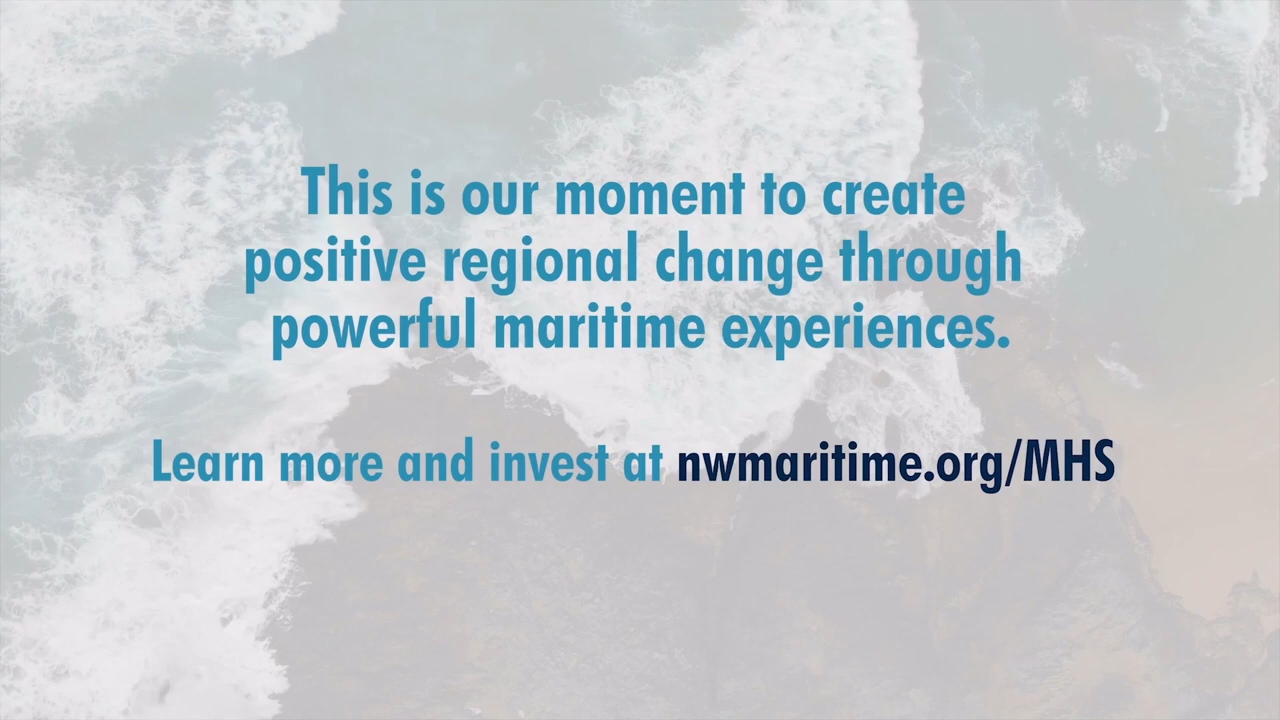 This is our moment to create
positive regional change through
powerful maritime experiences.
Learn more and invest at nwmaritime.org/MHS